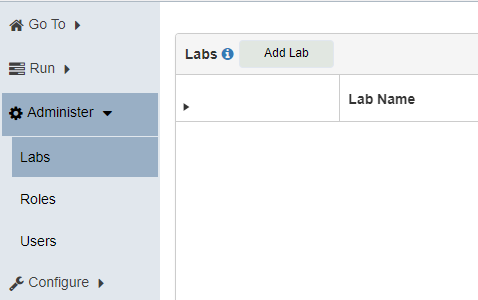 Go To
Run
Administer
Labs
Roles
Users
Configure
Labs Add Lab
Lab Name